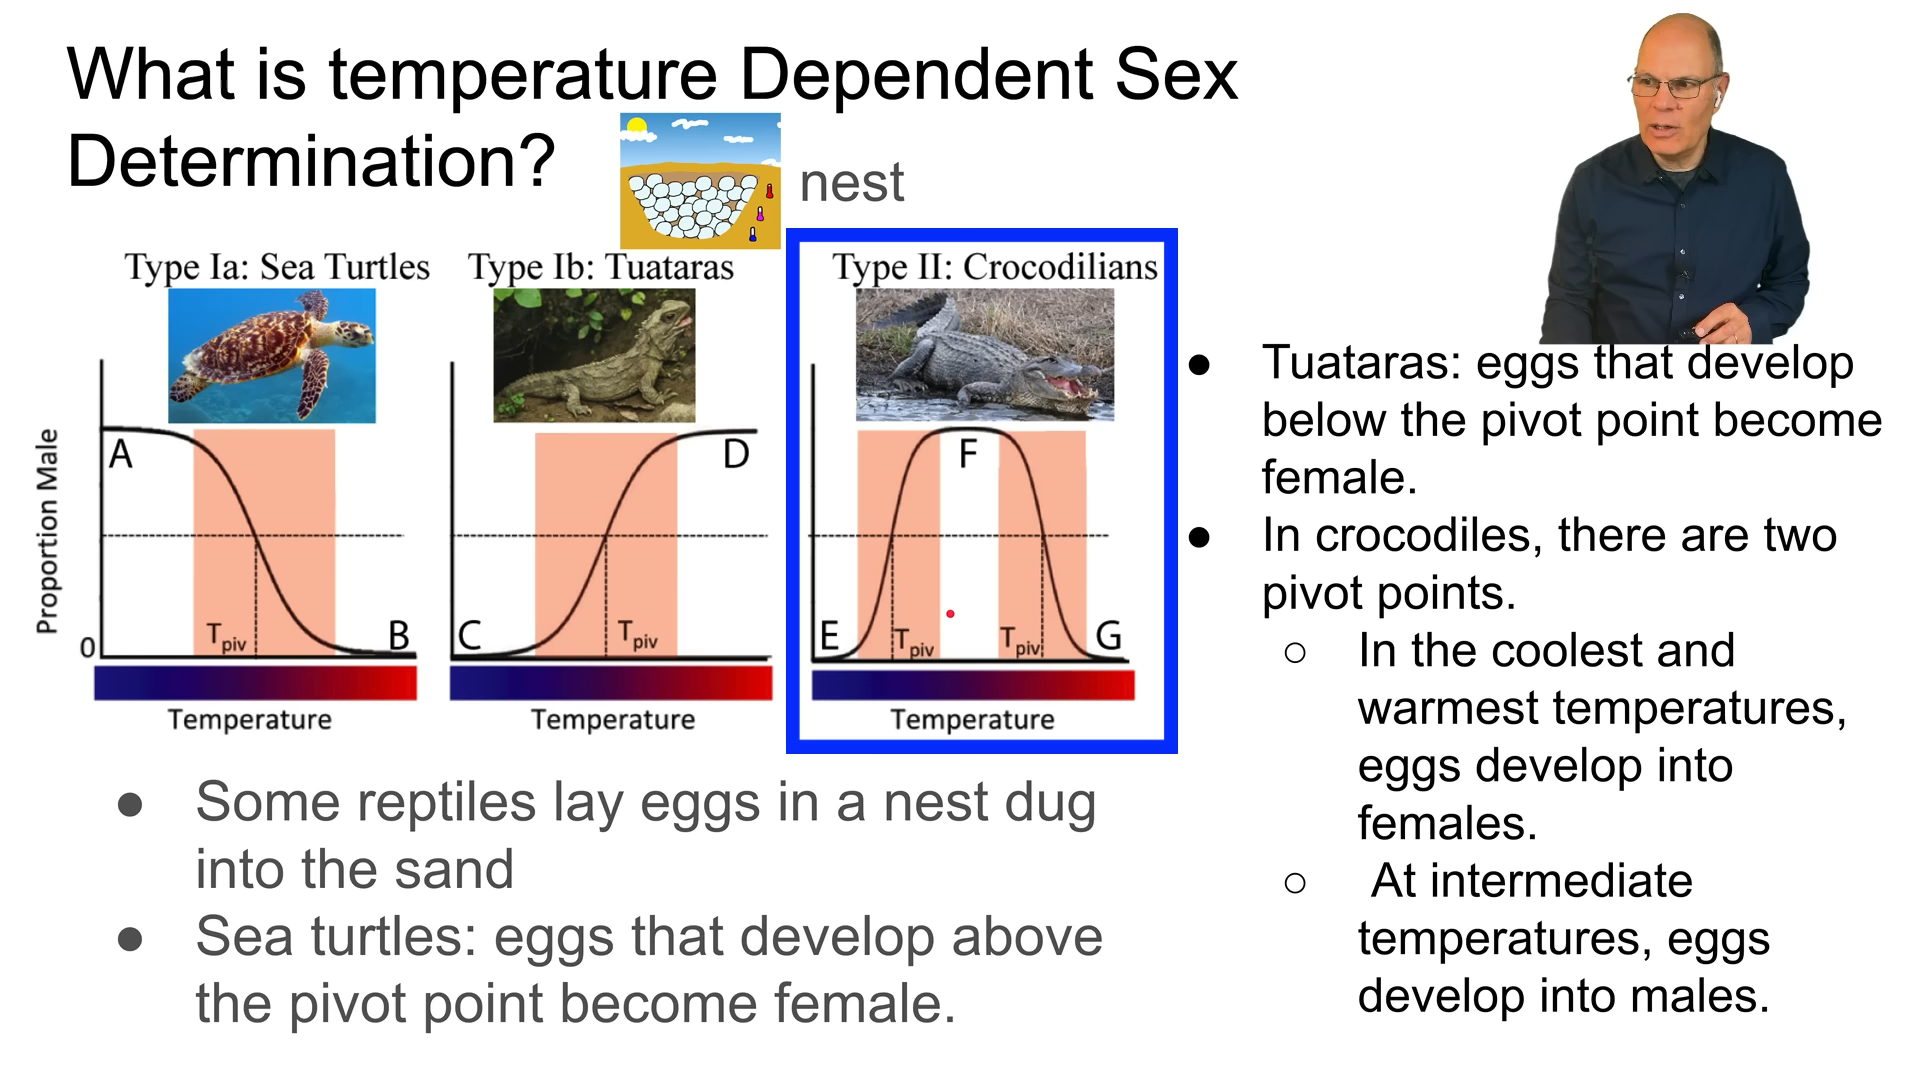 What is temperature Dependent Sex
Determination?
nest
Type Ia: Sea Turtles
Type Ib: Tuataras
Type II: Crocodilians
Proportion Male
0
A
T piv
B
Temperature
C
T piv
D
Temperature
E
T piv
F
T piv
G
Temperature
● Some reptiles lay eggs in a nest dug
into the sand
● Sea turtles: eggs that develop above
the pivot point become female.
● Tuataras: eggs that develop
below the pivot point become
female.
● In crocodiles, there are two
pivot points.
○ In the coolest and
warmest temperatures,
eggs develop into
females.
○ At intermediate
temperatures, eggs
develop into males.